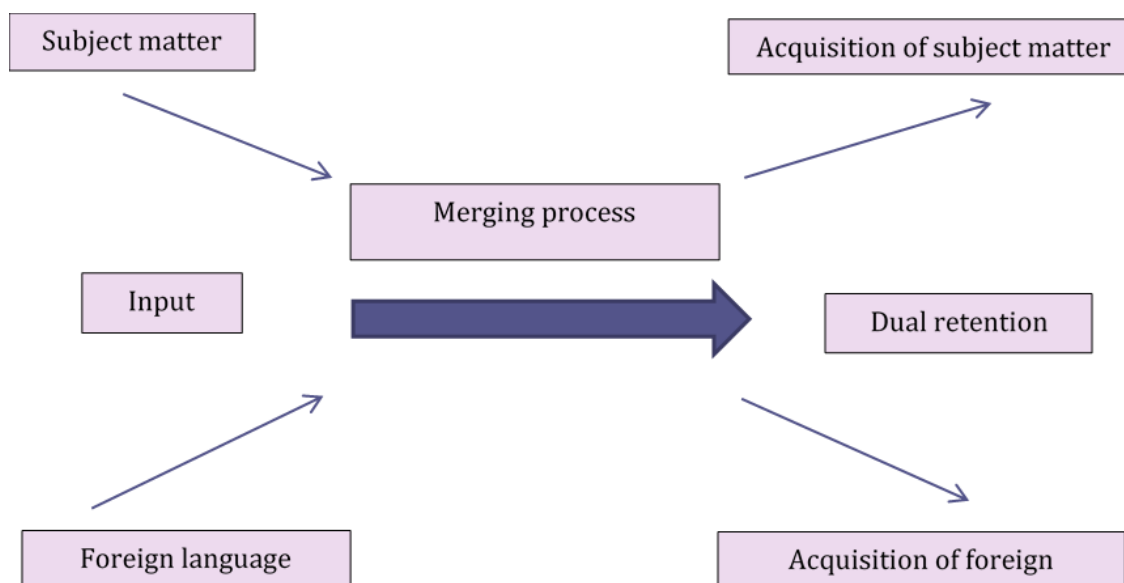 Subject matter
Acquisition of subject matter
Merging process
Input
Dual retention
Foreign language
Acquisition of foreign